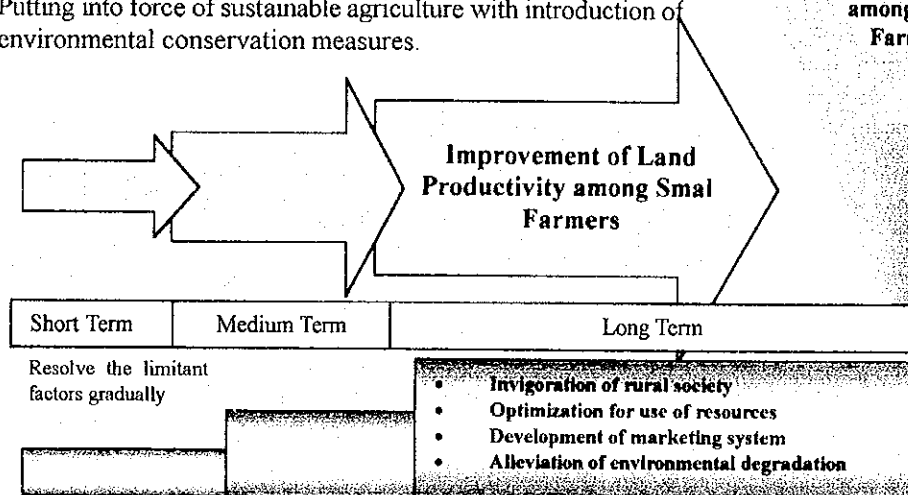 Putting into force of sustainable agriculture with introduction of
environmental conservation measures.
among
Improvement of Land
Productivity among Smal
Farmers
Short Term
Medium Term
Long Term
Resolve the limitant
factors gradually
• Invigoration of rural society
• Optimization for use of resources
• Development of marketing system
• Alleviation of environmental degradation